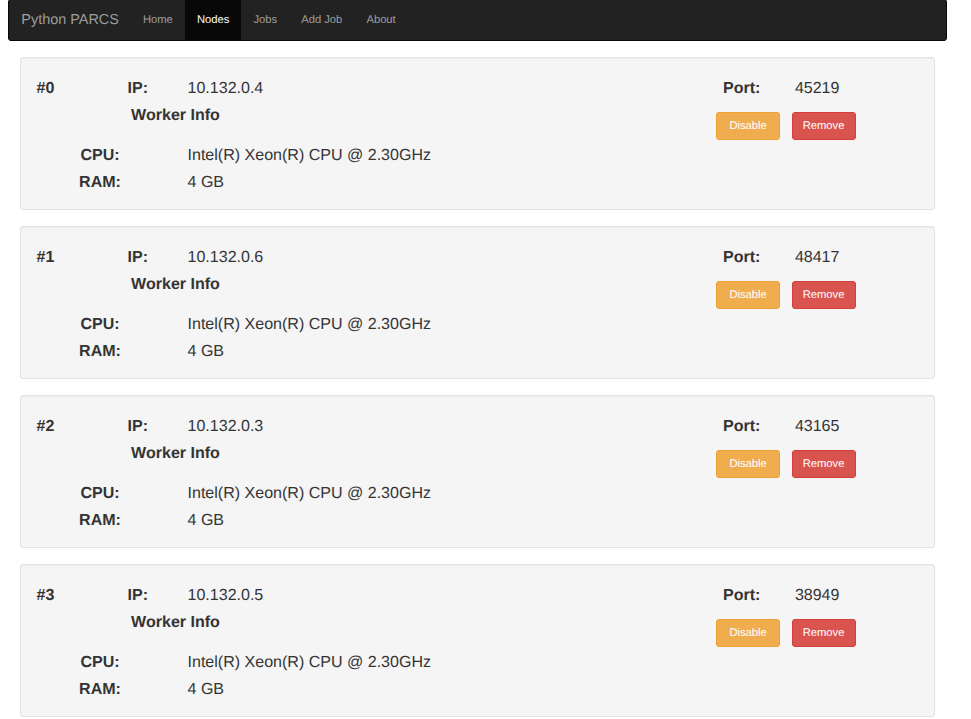 Python PARCS Home Nodes Jobs Add Job About
#0 IP: 10.132.0.4 Port: 45219
Worker Info
Disable Remove
CPU: Intel(R) Xeon(R) CPU @ 2.30GHz
RAM: 4 GB
#1 IP: 10.132.0.6 Port: 48417
Worker Info
Disable Remove
CPU: Intel(R) Xeon(R) CPU @ 2.30GHz
RAM: 4 GB
#2 IP: 10.132.0.3 Port: 43165
Worker Info
Disable Remove
CPU: Intel(R) Xeon(R) CPU @ 2.30GHz
RAM: 4 GB
#3 IP: 10.132.0.5 Port: 38949
Worker Info
Disable Remove
CPU: Intel(R) Xeon(R) CPU @ 2.30GHz
RAM: 4 GB